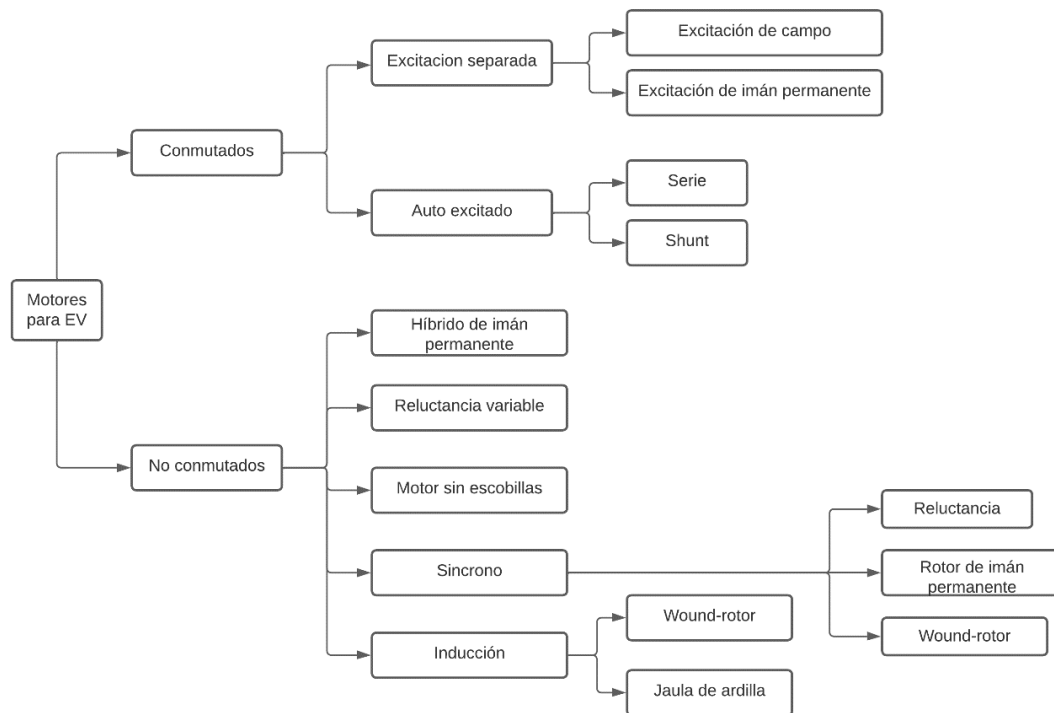 Excitación de campo
Excitacion separada
Excitación de imán permanente
Conmutados
Serie
Auto excitado
Shunt
Motores
para EV
Híbrido de imán
permanente
Reluctancia variable
No conmutados
Motor sin escobillas
Reluctancia
Sincrono
Rotor de imán
permanente
Wound-rotor
Wound-rotor
Inducción
Jaula de ardilla